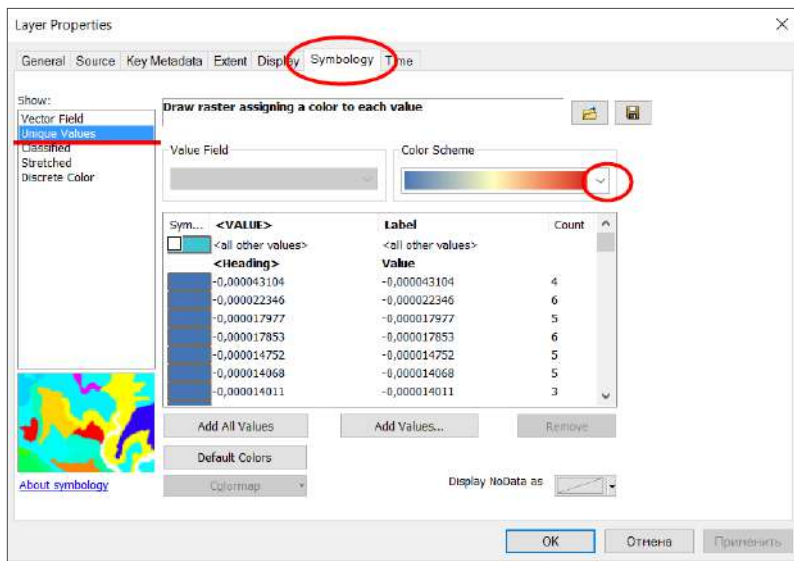 Layer Properties
General Source Key Metadata Extent Display Symbology Time
Show:
Vector Field
Unique Values
Classified
Stretched
Discrete Color
Draw raster assigning a color to each value
Value Field
Color Scheme
Sym... <VALUE> Label Count
<all other values> <all other values>
<Heading> Value
-0,000043104 -0,000043104 4
-0,000022346 -0,000022346 6
-0,000017977 -0,000017977 5
-0,000017853 -0,000017853 6
-0,000014752 -0,000014752 5
-0,000014068 -0,000014068 5
-0,000014011 -0,000014011 3
Add All Values Add Values... Remove
Default Colors
Colormap
Display NoData as
About symbology
OK Отмена Применить